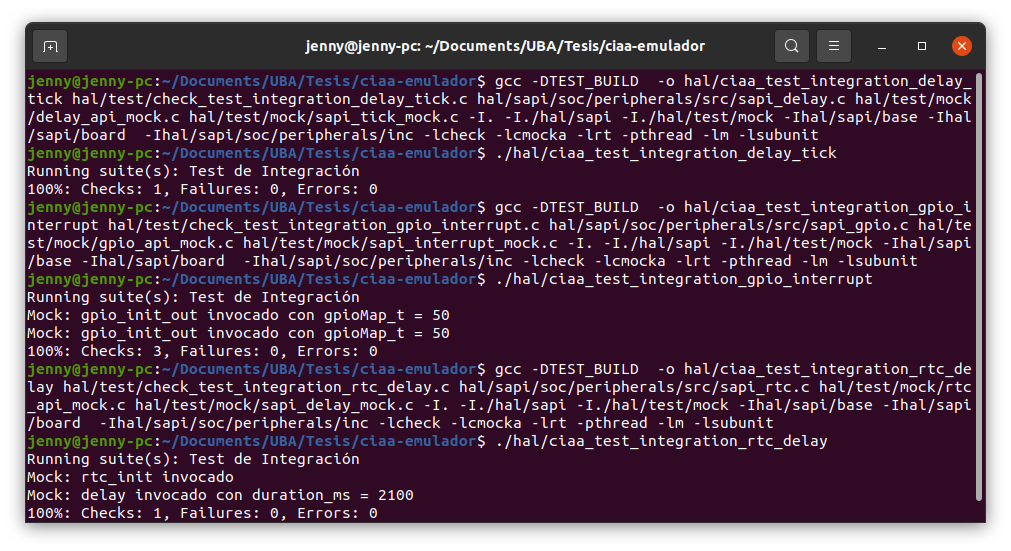 jenny@jenny-pc: ~/Documents/UBA/Tesis/ciaa-emulador
jenny@jenny-pc:~/Documents/UBA/Tesis/ciaa-emulador$ gcc -DTEST_BUILD  -o hal/ciaa_test_integration_delay_
tick hal/test/check_test_integration_delay_tick.c hal/sapi/soc/peripherals/src/sapi_delay.c hal/test/mock
/delay_api_mock.c hal/test/mock/sapi_tick_mock.c -I. -I./hal/sapi -I./hal/test/mock -Ihal/sapi/base -Ihal
/sapi/board  -Ihal/sapi/soc/peripherals/inc -lcheck -lcmocka -lrt -pthread -lm -lsubunit
jenny@jenny-pc:~/Documents/UBA/Tesis/ciaa-emulador$ ./hal/ciaa_test_integration_delay_tick
Running suite(s): Test de Integración
100%: Checks: 1, Failures: 0, Errors: 0
jenny@jenny-pc:~/Documents/UBA/Tesis/ciaa-emulador$ gcc -DTEST_BUILD  -o hal/ciaa_test_integration_gpio_i
nterrupt hal/test/check_test_integration_gpio_interrupt.c hal/sapi/soc/peripherals/src/sapi_gpio.c hal/te
st/mock/gpio_api_mock.c hal/test/mock/sapi_interrupt_mock.c -I. -I./hal/sapi -I./hal/test/mock -Ihal/sapi
/base -Ihal/sapi/board  -Ihal/sapi/soc/peripherals/inc -lcheck -lcmocka -lrt -pthread -lm -lsubunit
jenny@jenny-pc:~/Documents/UBA/Tesis/ciaa-emulador$ ./hal/ciaa_test_integration_gpio_interrupt
Running suite(s): Test de Integración
Mock: gpio_init_out invocado con gpioMap_t = 50
Mock: gpio_init_out invocado con gpioMap_t = 50
100%: Checks: 3, Failures: 0, Errors: 0
jenny@jenny-pc:~/Documents/UBA/Tesis/ciaa-emulador$ gcc -DTEST_BUILD  -o hal/ciaa_test_integration_rtc_de
lay hal/test/check_test_integration_rtc_delay.c hal/sapi/soc/peripherals/src/sapi_rtc.c hal/test/mock/rtc
_api_mock.c hal/test/mock/sapi_delay_mock.c -I. -I./hal/sapi -I./hal/test/mock -Ihal/sapi/base -Ihal/sapi
/board  -Ihal/sapi/soc/peripherals/inc -lcheck -lcmocka -lrt -pthread -lm -lsubunit
jenny@jenny-pc:~/Documents/UBA/Tesis/ciaa-emulador$ ./hal/ciaa_test_integration_rtc_delay
Running suite(s): Test de Integración
Mock: rtc_init invocado
Mock: delay invocado con duration_ms = 2100
100%: Checks: 1, Failures: 0, Errors: 0